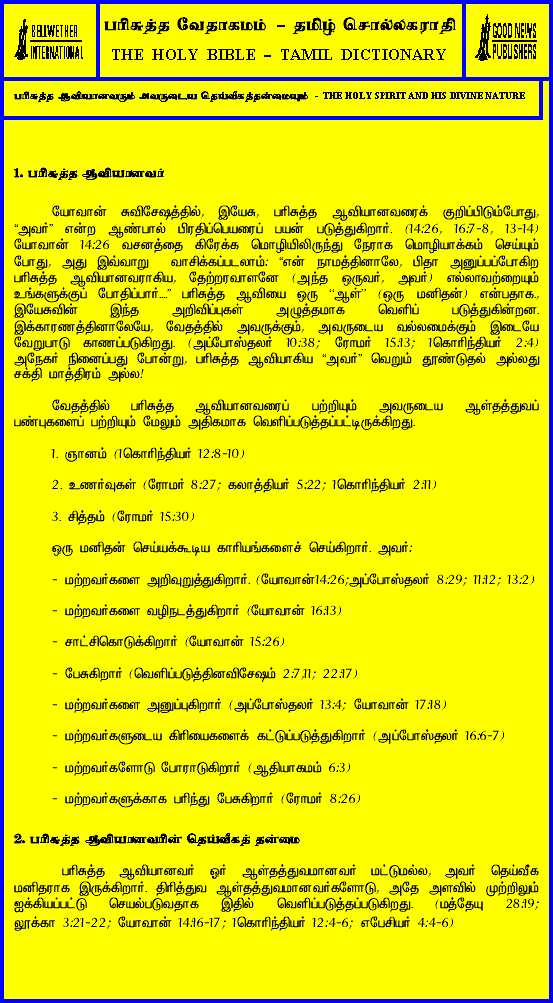 BELLWETHER
INTERNATIONAL
பரிசுத்த வேதாகமம் – தமிழ் சொல்லகராதி
THE HOLY BIBLE – TAMIL DICTIONARY
GOOD NEWS
PUBLISHERS
பரிசுத்த ஆவியானவரும் அவருடைய தெய்வீகத்தன்மையும் - THE HOLY SPIRIT AND HIS DIVINE NATURE
1. பரிசுத்த ஆவியானவர்
யோவான் சுவிசேஷத்தில், இயேசு, பரிசுத்த ஆவியானவரைக் குறிப்பிடும்போது,
“அவர்” என்ற ஆண்பால் பிரதிப்பெயரைப் பயன் படுத்துகிறார். (14:26, 16:7-8, 13-14)
யோவான் 14:26 வசனத்தை கிரேக்க மொழியிலிருந்து நேராக மொழியாக்கம் செய்யும்
போது, அது இவ்வாறு வாசிக்கப்படலாம்: “என் நாமத்தினாலே, பிதா அனுப்பப்போகிற
பரிசுத்த ஆவியானவராகிய, தேற்றரவாளனே (அந்த ஒருவர், அவர்) எல்லாவற்றையும்
உங்களுக்குப் போதிப்பார்....” பரிசுத்த ஆவியை ஒரு “ஆள்” (ஒரு மனிதன்) என்பதாக.,
இயேசுவின் இந்த அறிவிப்புகள் அழுத்தமாக வெளிப் படுத்துகின்றன.
இக்காரணத்தினாலேயே, வேதத்தில் அவருக்கும், அவருடைய வல்லமைக்கும் இடையே
வேறுபாடு காணப்படுகிறது. (அப்போஸ்தலர் 10:38; ரோமர் 15:13; 1கொரிந்தியர் 2:4)
அநேகர் நினைப்பது போன்று, பரிசுத்த ஆவியாகிய “அவர்” வெறும் தூண்டுதல் அல்லது
சக்தி மாத்திரம் அல்ல!
வேதத்தில் பரிசுத்த ஆவியானவரைப் பற்றியும் அவருடைய ஆள்தத்துவப்
பண்புகளைப் பற்றியும் மேலும் அதிகமாக வெளிப்படுத்தப்பட்டிருக்கிறது.
1. ஞானம் (1கொரிந்தியர் 12:8-10)
2. உணர்வுகள் (ரோமர் 8:27; கலாத்தியர் 5:22; 1கொரிந்தியர் 2:11)
3. சித்தம் (ரோமர் 15:30)
ஒரு மனிதன் செய்யக்கூடிய காரியங்களைச் செய்கிறார். அவர்:
- மற்றவர்களை அறிவுறுத்துகிறார். (யோவான்14:26;அப்போஸ்தலர் 8:29; 11:12; 13:2)
- மற்றவர்களை வழிநடத்துகிறார் (யோவான் 16:13)
- சாட்சிகொடுக்கிறார் (யோவான் 15:26)
- பேசுகிறார் (வெளிப்படுத்தினவிசேஷம் 2:7,11; 22:17)
- மற்றவர்களை அனுப்புகிறார் (அப்போஸ்தலர் 13:4; யோவான் 17:18)
- மற்றவர்களுடைய கிரியைகளைக் கட்டுப்படுத்துகிறார் (அப்போஸ்தலர் 16:6-7)
- மற்றவர்களோடு போராடுகிறார் (ஆதியாகமம் 6:3)
- மற்றவர்களுக்காக பரிந்து பேசுகிறார் (ரோமர் 8:26)
2. பரிசுத்த ஆவியானவரின் தெய்வீகத் தன்மை
பரிசுத்த ஆவியானவர் ஓர் ஆள்தத்துவமானவர் மட்டுமல்ல, அவர் தெய்வீக
மனிதராக இருக்கிறார். திரித்துவ ஆள்தத்துவமானவர்களோடு, அதே அளவில் முற்றிலும்
ஐக்கியப்பட்டு செயல்படுவதாக இதில் வெளிப்படுத்தப்படுகிறது. (மத்தேயு 28:19;
லூக்கா 3:21-22; யோவான் 14:16-17; 1கொரிந்தியர் 12:4-6; எபேசியர் 4:4-6)